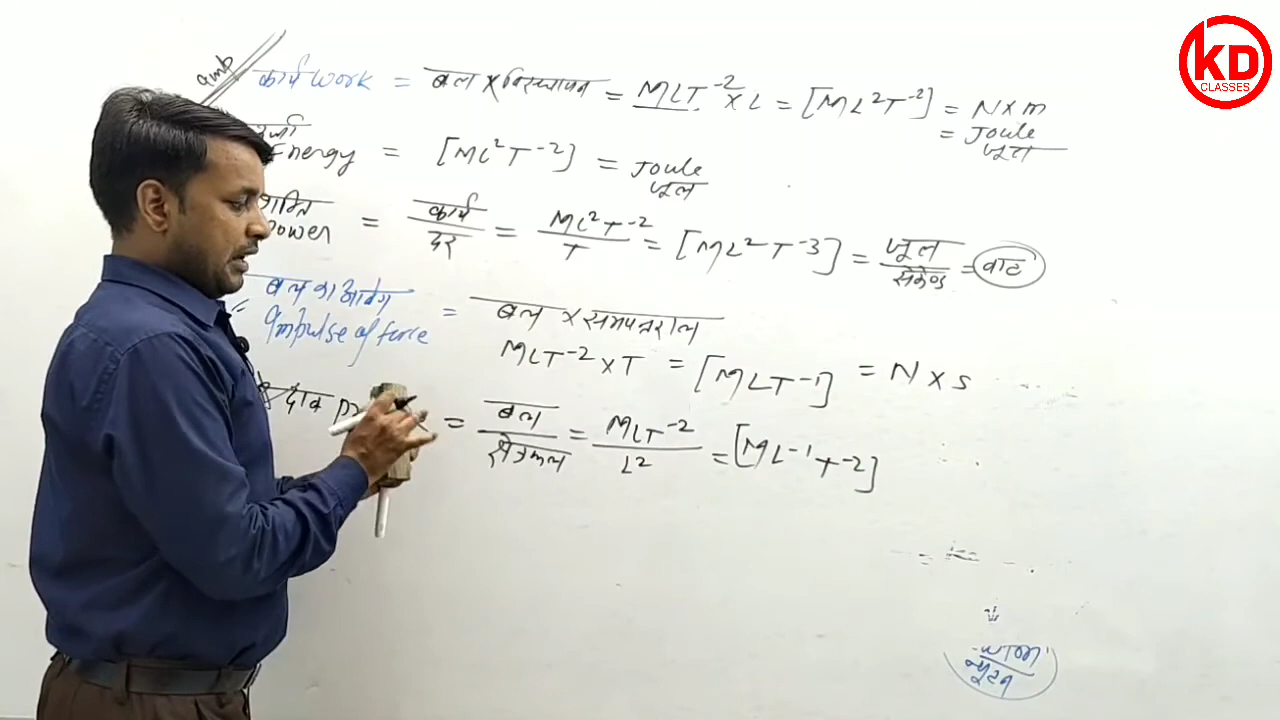 KD
CLASSES
कार्य work = बल × विस्थापन = MLT⁻² × L = [ML²T⁻²] = N × m
= Joule
जूल
Energy = [ML²T⁻²] = Joule
जूल
शक्ति
Power = कार्य / दर = ML²T⁻² / T = [ML²T⁻³] = जूल / सेकेण्ड = वाट
बल का आवेग
Impulse of force = बल × समयान्तराल
MLT⁻² × T = [MLT⁻¹] = N × S
दाब = बल / क्षेत्रफल = MLT⁻² / L² = [ML⁻¹T⁻²]
न्यूटन